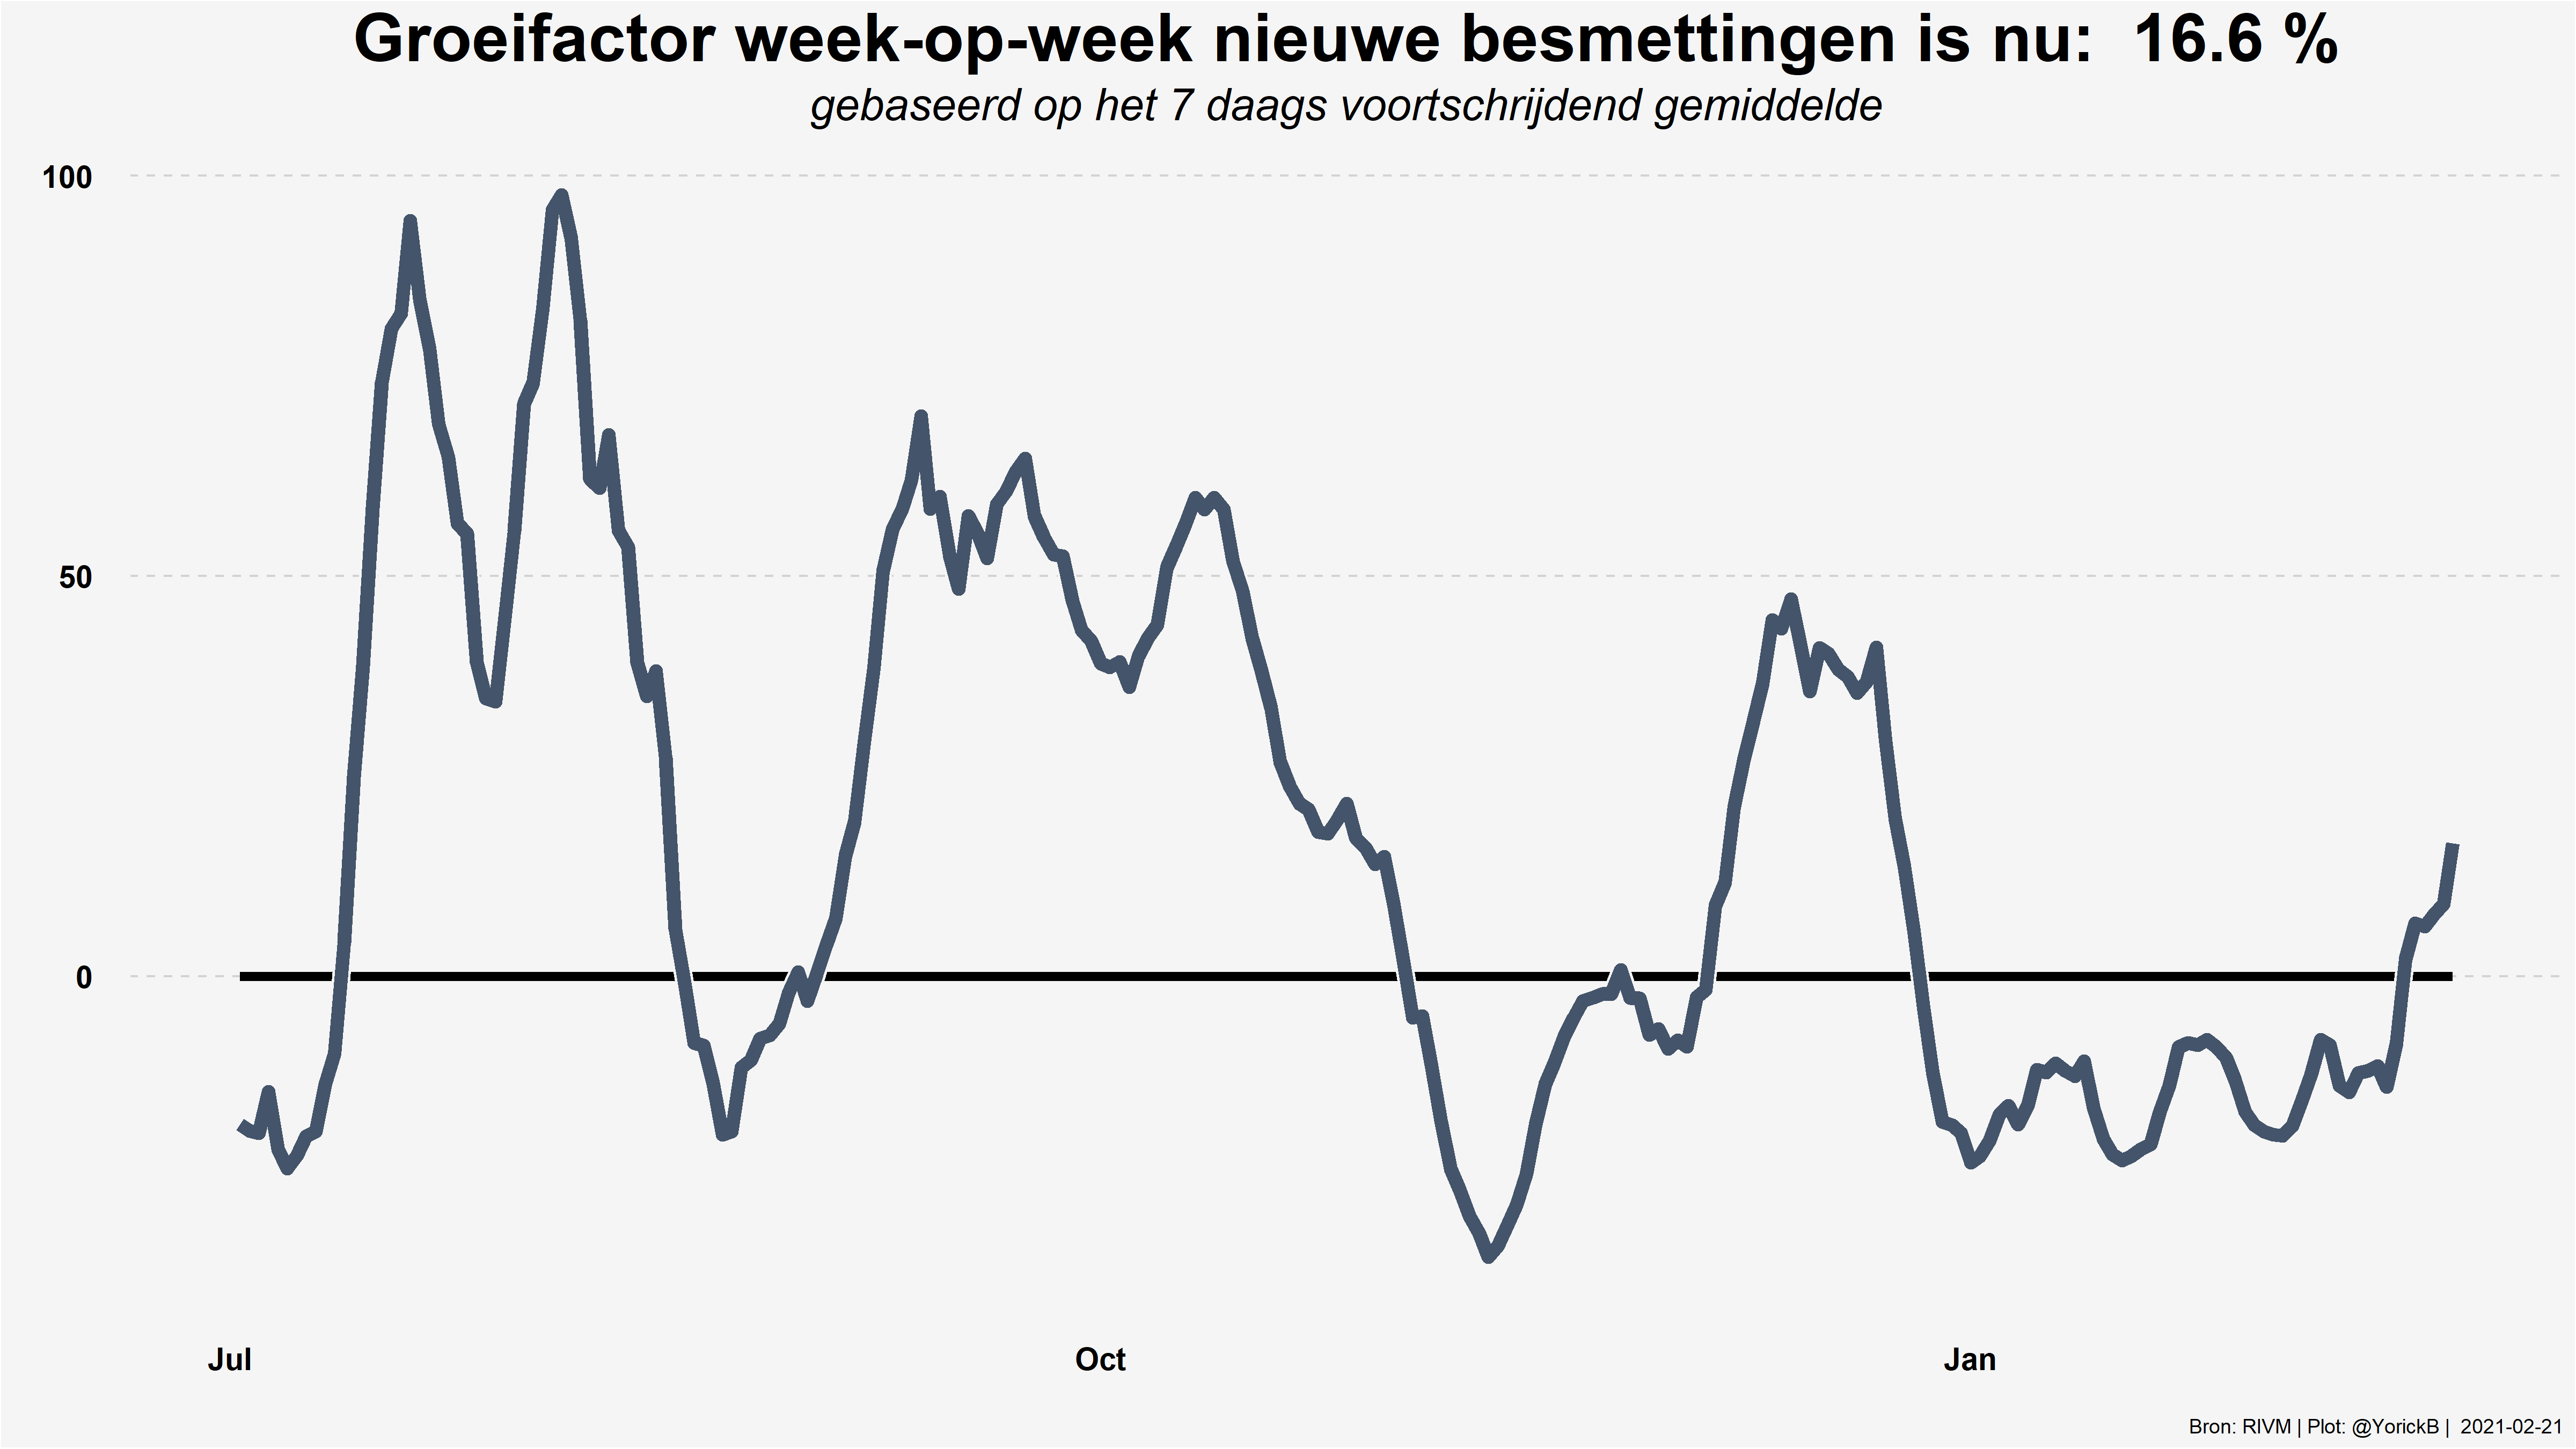 Groeifactor week-op-week nieuwe besmettingen is nu:  16.6 %
gebaseerd op het 7 daags voortschrijdend gemiddelde
100
50
0
Jul Oct Jan
Bron: RIVM | Plot: @YorickB |  2021-02-21